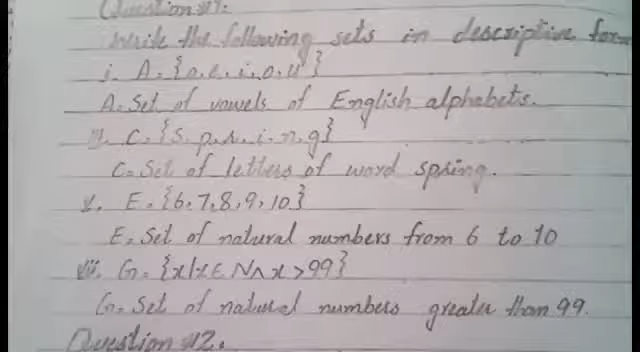 Question #1.
Write the following sets in descriptive form
i. A = {a, e, i, o, u}
A = Set of vowels of English alphabets.
C = {s, p, r, i, n, g}
C = Set of letters of word spring.
v. E = {6, 7, 8, 9, 10}
E = Set of natural numbers from 6 to 10
vii. G = {x|x ∈ N ∧ x > 99}
G = Set of natural numbers greater than 99.
Question #2.